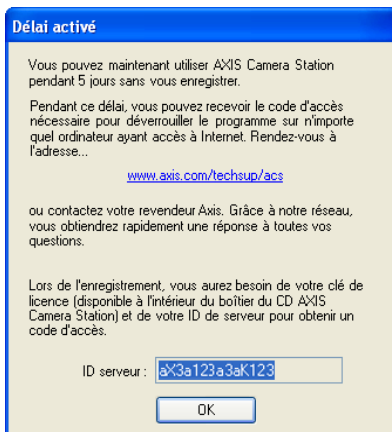 Délai activé
Vous pouvez maintenant utiliser AXIS Camera Station
pendant 5 jours sans vous enregistrer.
Pendant ce délai, vous pouvez recevoir le code d'accès
nécessaire pour déverrouiller le programme sur n'importe
quel ordinateur ayant accès à Internet. Rendez-vous à
l'adresse...
www.axis.com/techsup/acs
ou contactez votre revendeur Axis. Grâce à notre réseau,
vous obtiendrez rapidement une réponse à toutes vos
questions.
Lors de l'enregistrement, vous aurez besoin de votre clé de
licence (disponible à l'intérieur du boîtier du CD AXIS
Camera Station) et de votre ID de serveur pour obtenir un
code d'accès.
ID serveur : aX3a123a3aK123
OK